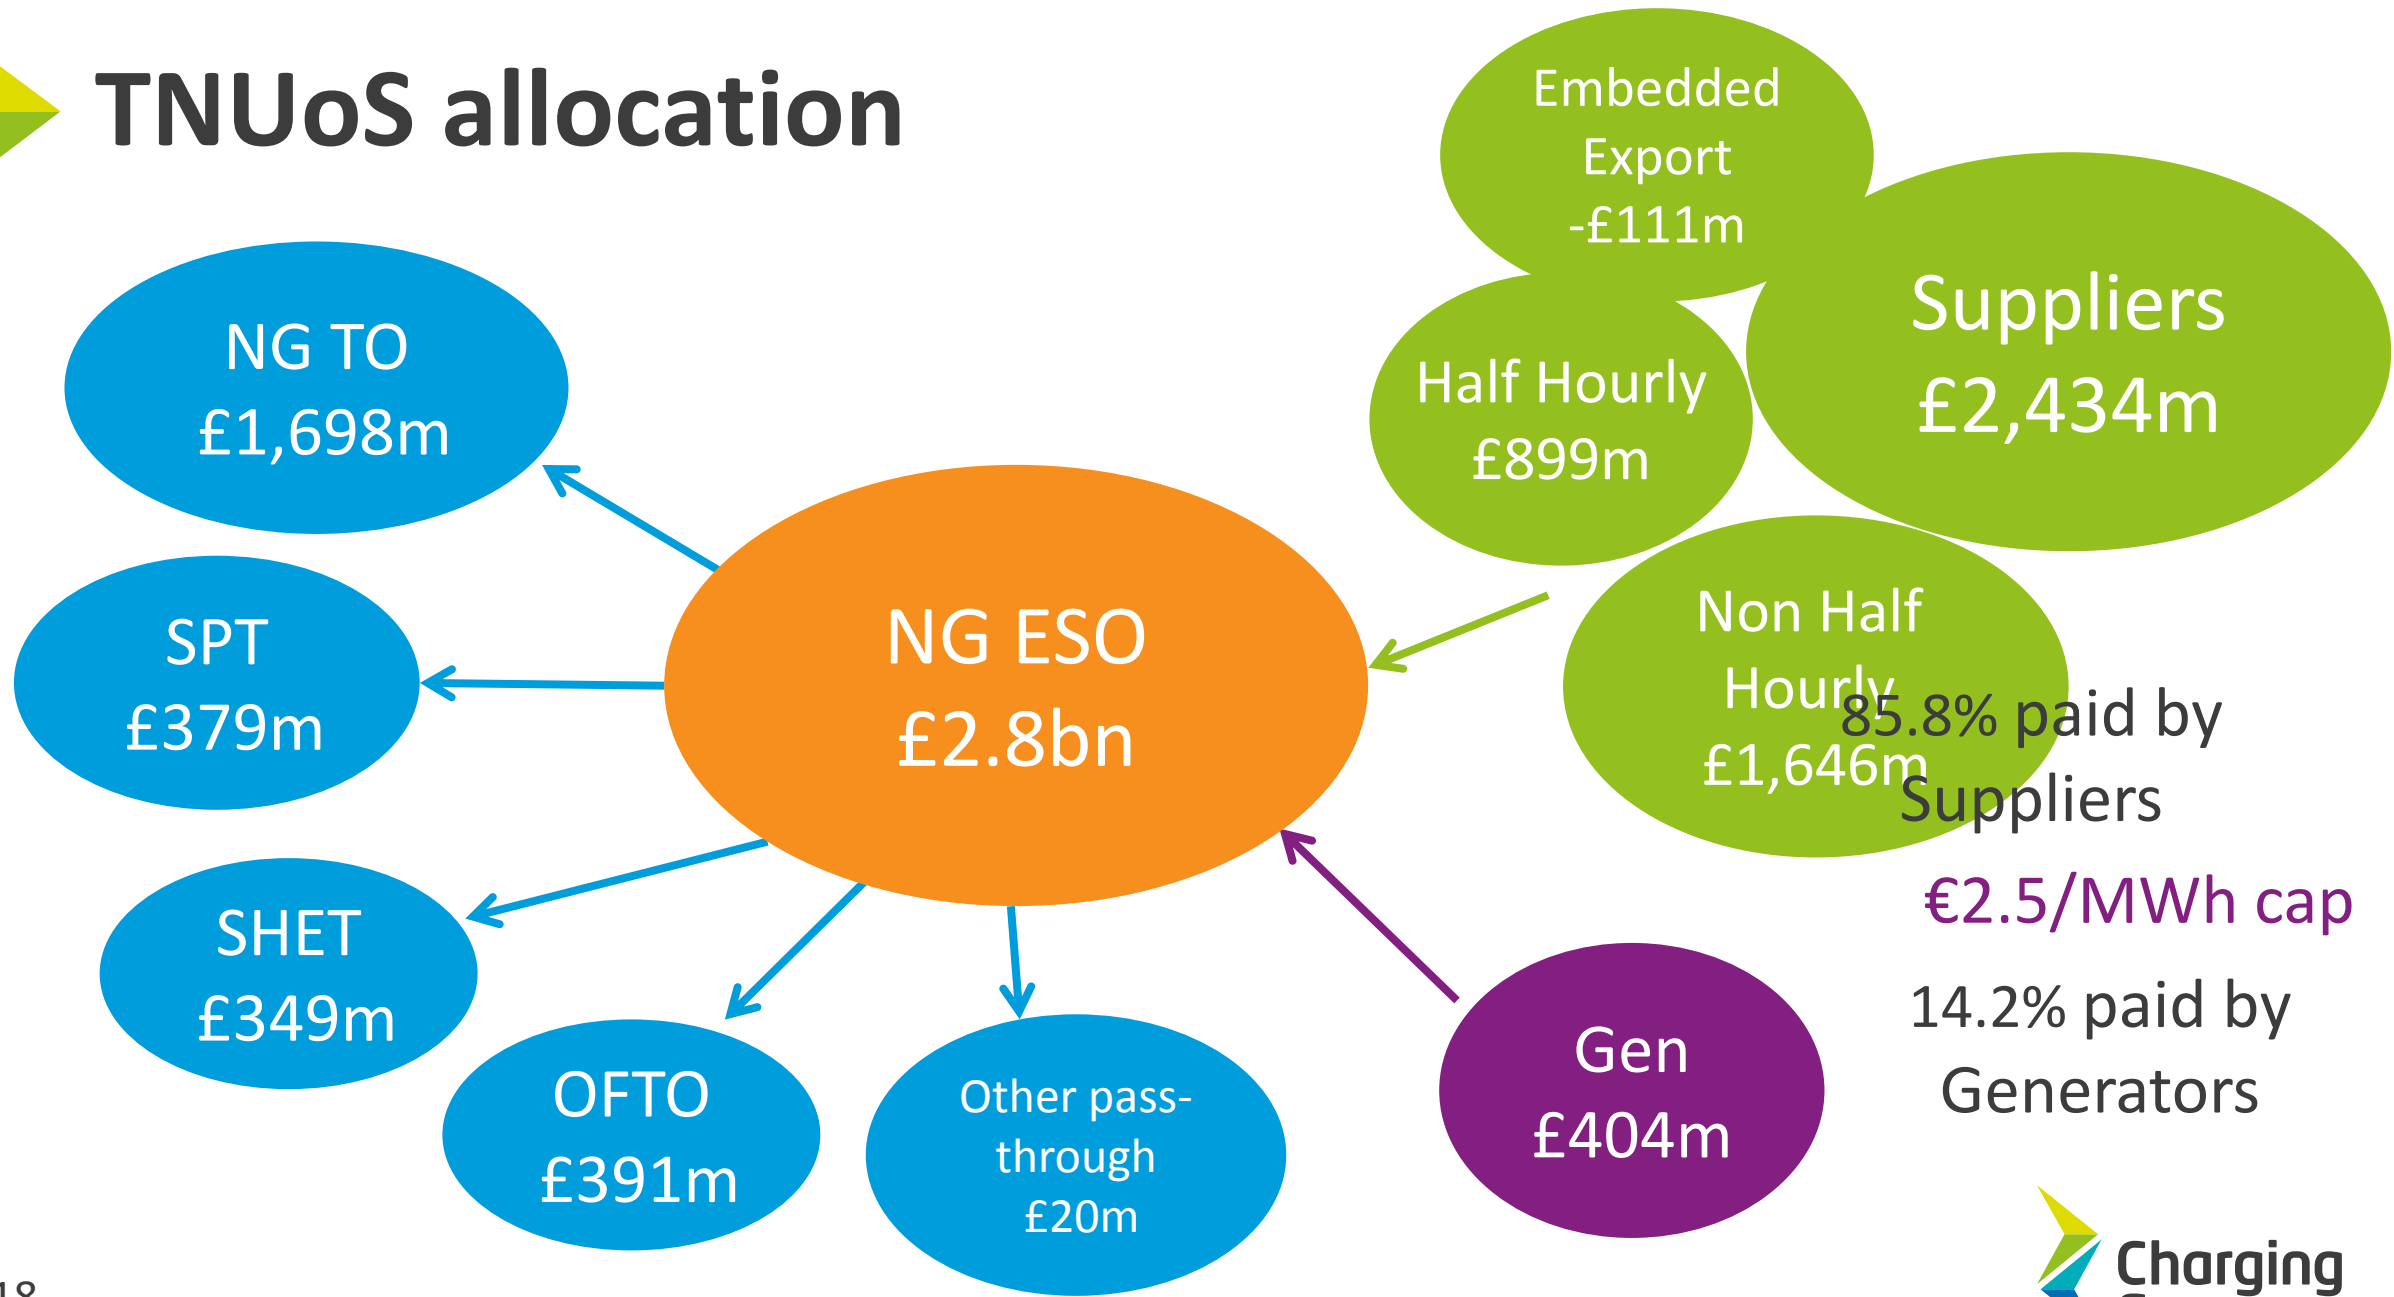 TNUoS allocation
Embedded
Export
-£111m
Suppliers
£2,434m
Half Hourly
£899m
Non Half
Hourly
£1,646m
85.8% paid by
Suppliers
NG TO
£1,698m
SPT
£379m
SHET
£349m
OFTO
£391m
Other pass-
through
£20m
NG ESO
£2.8bn
Gen
£404m
€2.5/MWh cap
14.2% paid by
Generators
Charging